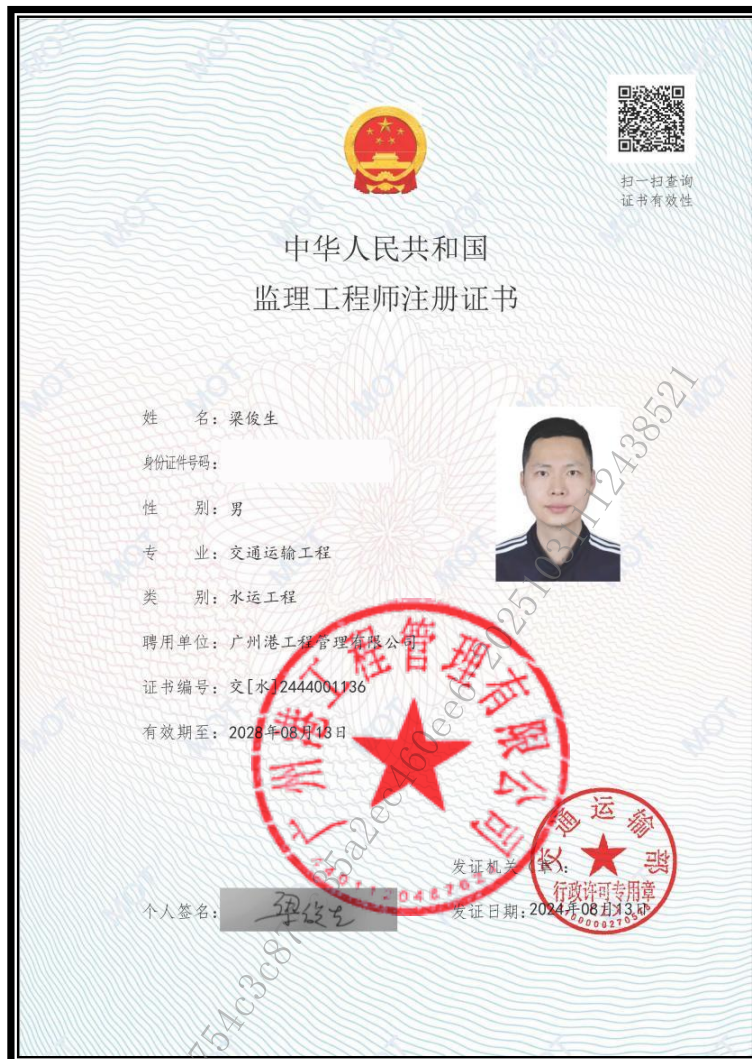 扫一扫查询
证书有效性
中华人民共和国
监理工程师注册证书
姓 名：梁俊生
身份证件号码：
性 别：男
专 业：交通运输工程
类 别：水运工程
聘用单位：广州港工程管理有限公司
证书编号：交[水]2444001136
有效期至：2028年08月13日
广州港工程管理有限公司
发证机关（章）：
交通运输部
行政许可专用章
个人签名：梁俊生
发证日期：2024年08月13日
MOT